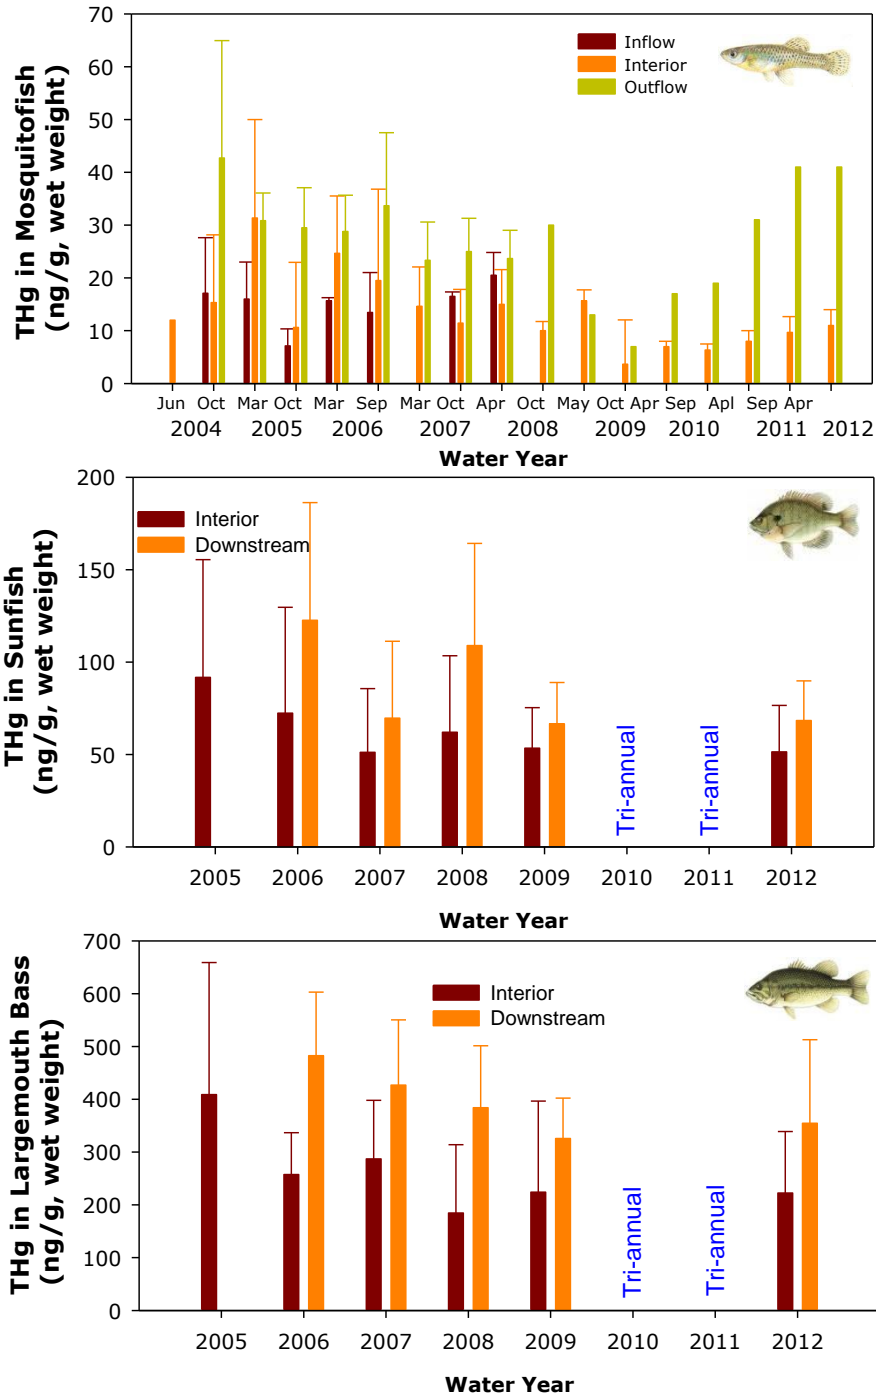 THg in Mosquitofish
(ng/g, wet weight)
70
60
50
40
30
20
10
0
Inflow
Interior
Outflow
Jun Oct Mar Oct Mar Sep Mar Oct Apr Oct May Oct Apr Sep Apl Sep Apr
2004 2005 2006 2007 2008 2009 2010 2011 2012
Water Year
THg in Sunfish
(ng/g, wet weight)
200
150
100
50
0
Interior
Downstream
Tri-annual
Tri-annual
2005 2006 2007 2008 2009 2010 2011 2012
Water Year
THg in Largemouth Bass
(ng/g, wet weight)
700
600
500
400
300
200
100
0
Interior
Downstream
Tri-annual
Tri-annual
2005 2006 2007 2008 2009 2010 2011 2012
Water Year